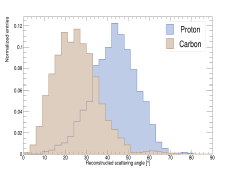 Normalized entries
0.12
0.1
0.08
0.06
0.04
0.02
0
Proton
Carbon
0 10 20 30 40 50 60 70 80 90
Reconstructed scattering angle [°]